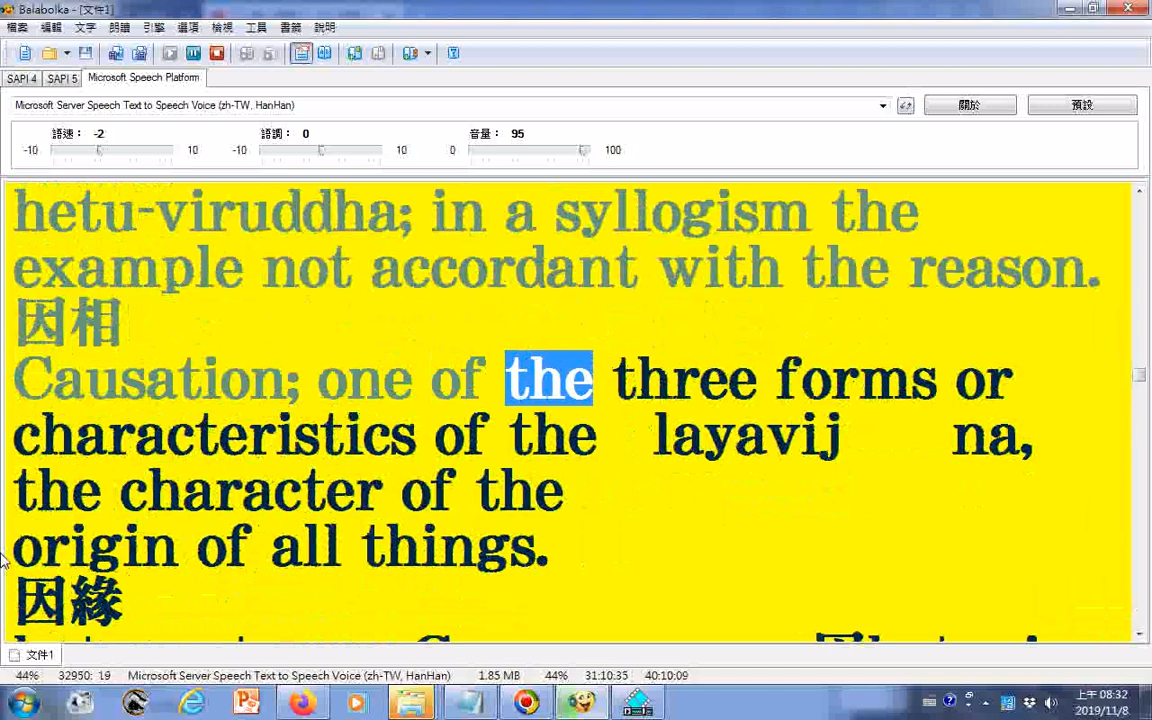 Balabolka - [文件1]
檔案 編輯 文字 朗讀 引擎 選項 檢視 工具 書籤 說明
SAPI 4 SAPI 5 Microsoft Speech Platform
Microsoft Server Speech Text to Speech Voice (zh-TW, HanHan) 關於 預設
語速： -2 語調： 0 音量： 95
-10 10 -10 10 0 100
hetu-viruddha; in a syllogism the
example not accordant with the reason.
因相
Causation; one of the three forms or
characteristics of the layavij na,
the character of the
origin of all things.
因緣
文件1
44% 32950: 19 Microsoft Server Speech Text to Speech Voice (zh-TW, HanHan) 1.85 MB 44% 31:10:35 40:10:09
上午 08:32
2019/11/8